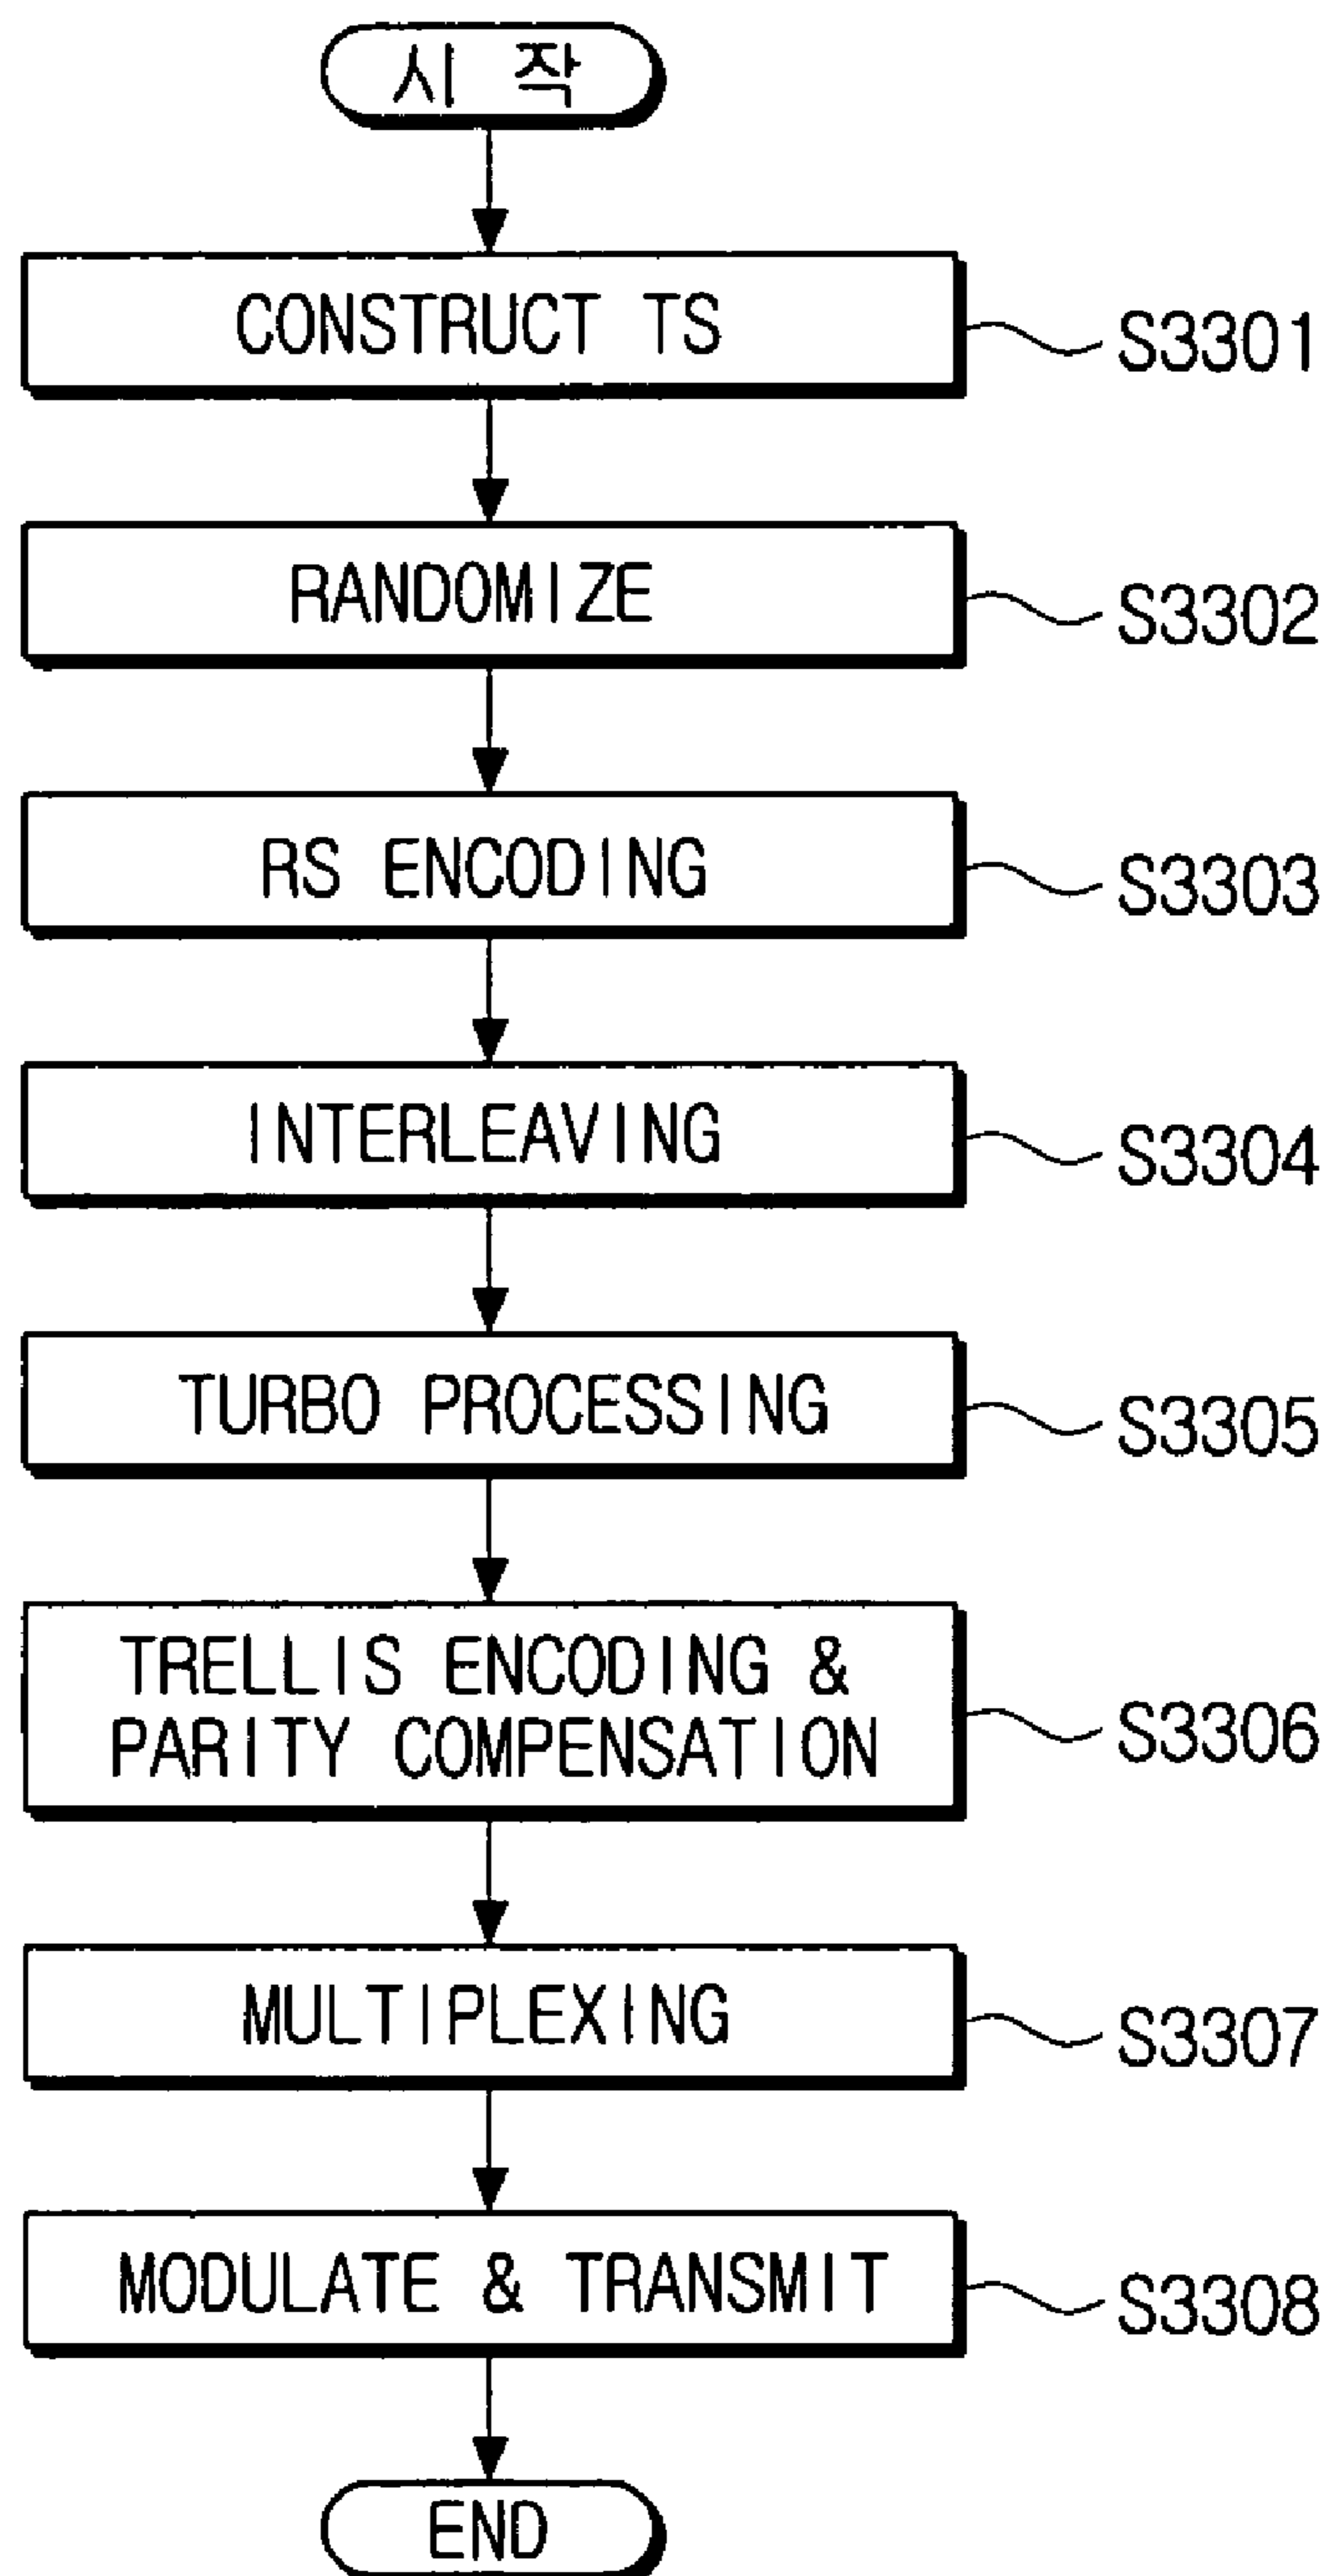 시 작
CONSTRUCT TS
S3301
RANDOMIZE
S3302
RS ENCODING
S3303
INTERLEAVING
S3304
TURBO PROCESSING
S3305
TRELLIS ENCODING &
PARITY COMPENSATION
S3306
MULTIPLEXING
S3307
MODULATE & TRANSMIT
S3308
END